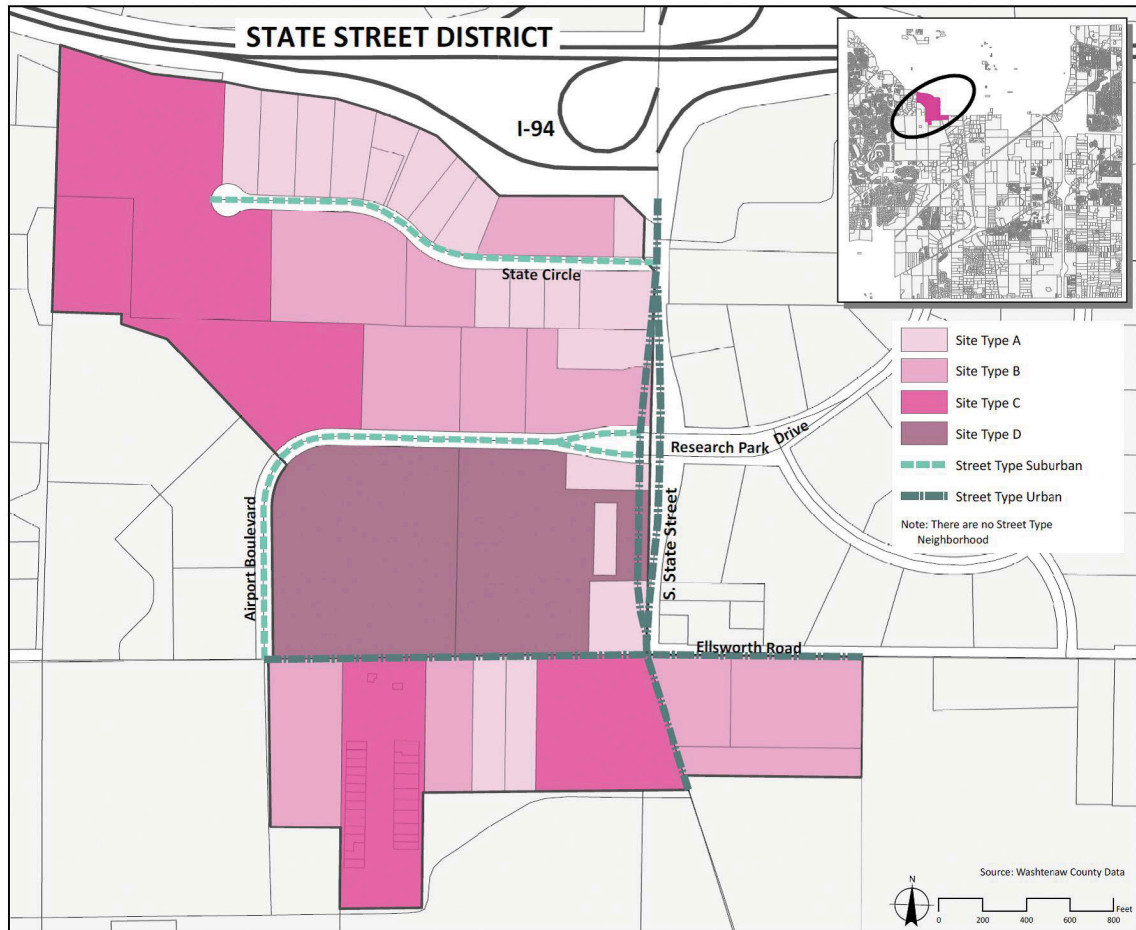 STATE STREET DISTRICT
I-94
State Circle
Site Type A
Site Type B
Site Type C
Site Type D
Street Type Suburban
Street Type Urban
Note: There are no Street Type
Neighborhood
Research Park Drive
Airport Boulevard
S. State Street
Ellsworth Road
Source: Washtenaw County Data
N
Feet
0 200 400 600 800